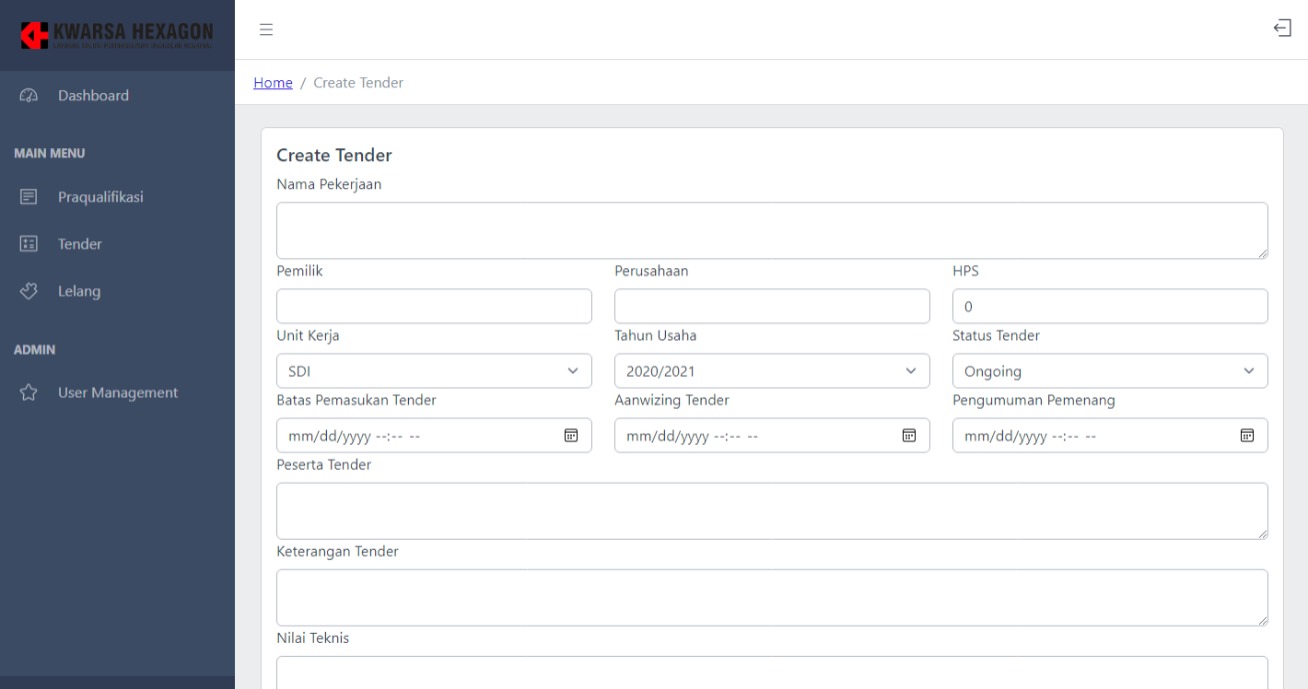 KWARSA HEXAGON
Home / Create Tender
Dashboard
MAIN MENU
Praqualifikasi
Tender
Lelang
ADMIN
User Management
Create Tender
Nama Pekerjaan
Pemilik Perusahaan HPS
0
Unit Kerja Tahun Usaha Status Tender
SDI 2020/2021 Ongoing
Batas Pemasukan Tender Aanwizing Tender Pengumuman Pemenang
mm/dd/yyyy --:-- -- mm/dd/yyyy --:-- -- mm/dd/yyyy --:-- --
Peserta Tender
Keterangan Tender
Nilai Teknis